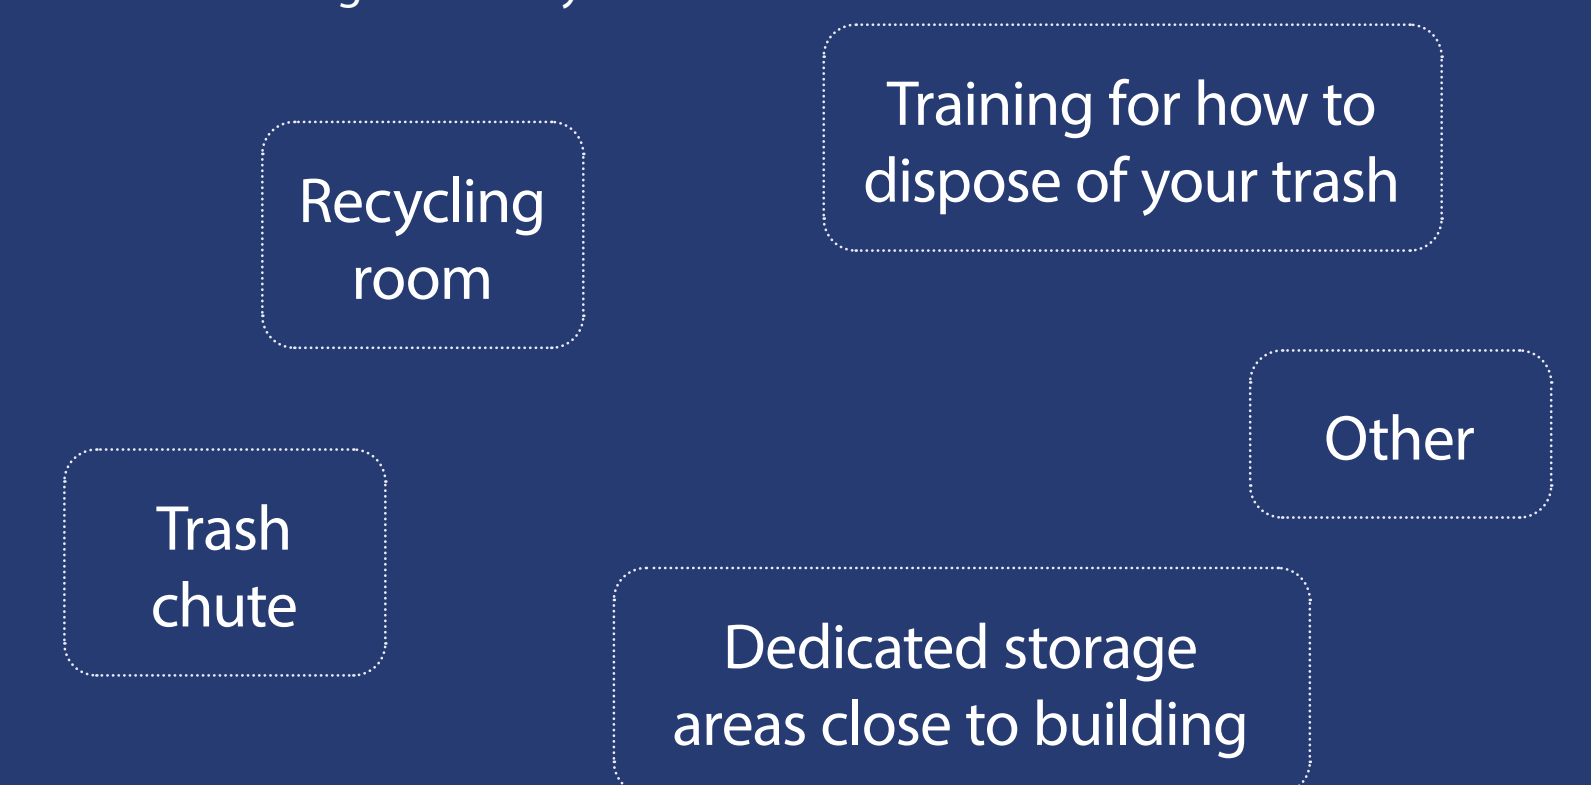 Training for how to
dispose of your trash
Recycling
room
Other
Trash
chute
Dedicated storage
areas close to building